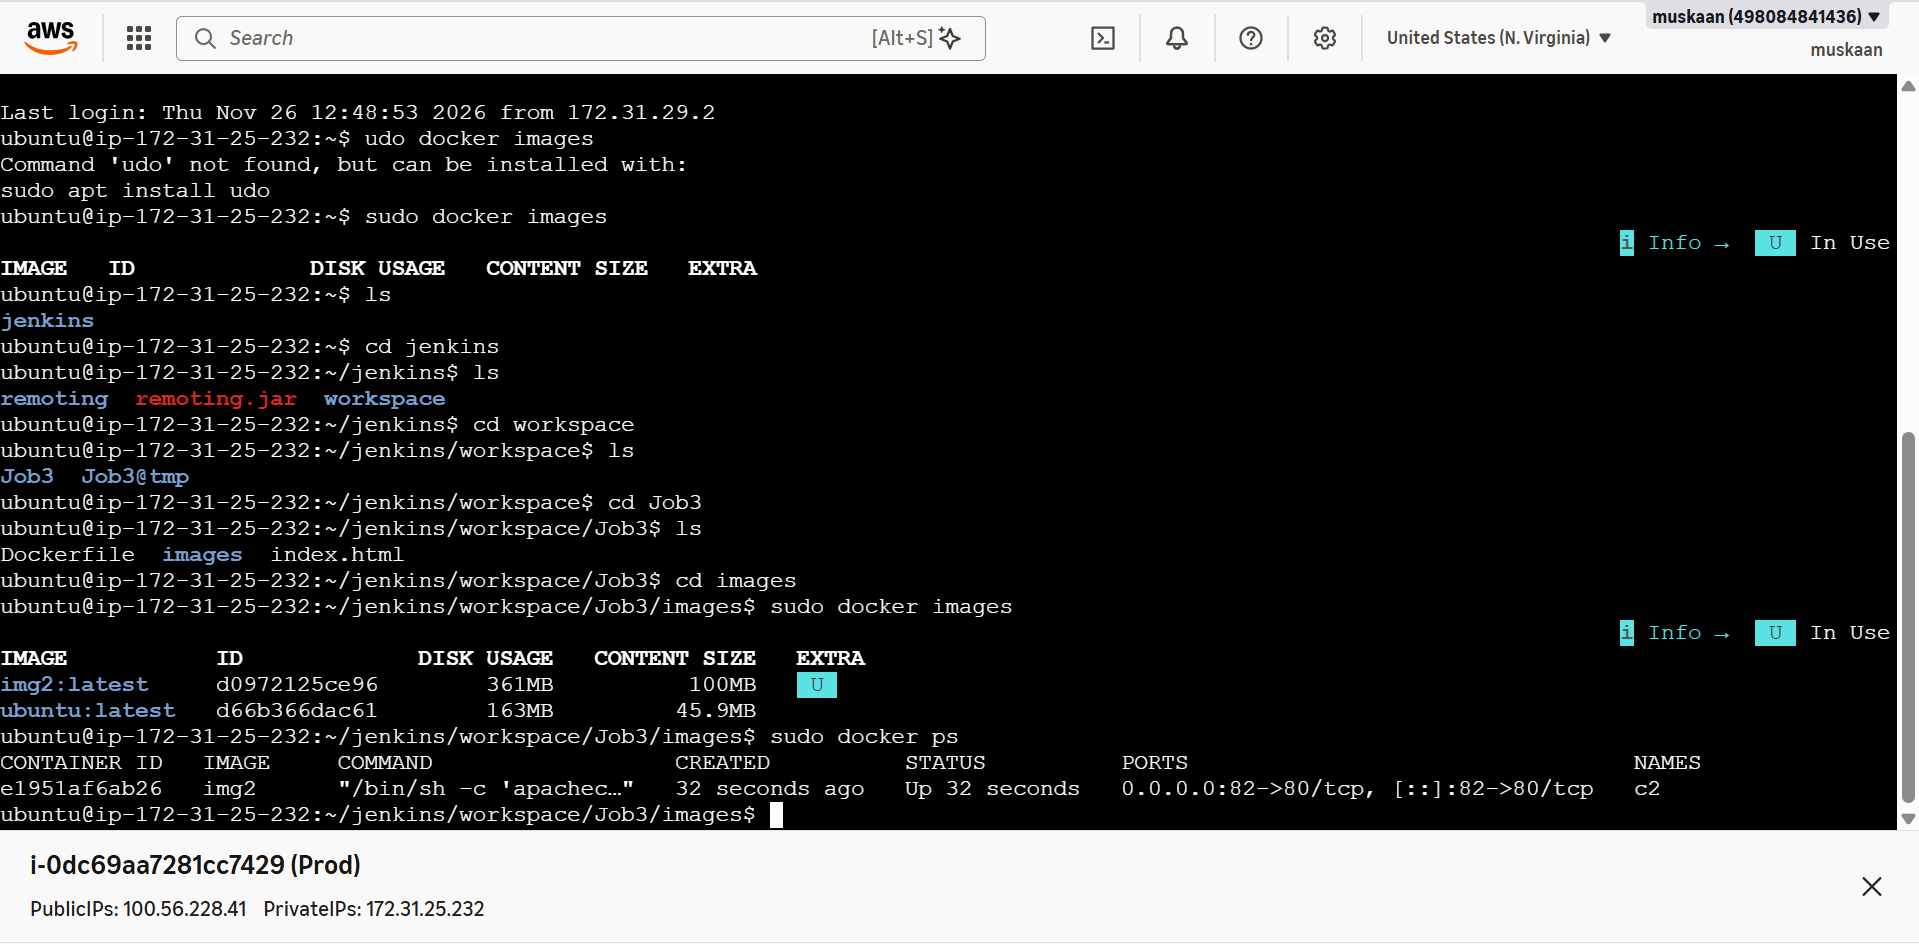 aws
Search [Alt+S]
United States (N. Virginia) ▼
muskaan (498084841436) ▼
muskaan
Last login: Thu Nov 26 12:48:53 2026 from 172.31.29.2
ubuntu@ip-172-31-25-232:~$ udo docker images
Command 'udo' not found, but can be installed with:
sudo apt install udo
ubuntu@ip-172-31-25-232:~$ sudo docker images
i Info → U In Use
IMAGE   ID             DISK USAGE   CONTENT SIZE   EXTRA
ubuntu@ip-172-31-25-232:~$ ls
jenkins
ubuntu@ip-172-31-25-232:~$ cd jenkins
ubuntu@ip-172-31-25-232:~/jenkins$ ls
remoting  remoting.jar  workspace
ubuntu@ip-172-31-25-232:~/jenkins$ cd workspace
ubuntu@ip-172-31-25-232:~/jenkins/workspace$ ls
Job3  Job3@tmp
ubuntu@ip-172-31-25-232:~/jenkins/workspace$ cd Job3
ubuntu@ip-172-31-25-232:~/jenkins/workspace/Job3$ ls
Dockerfile  images  index.html
ubuntu@ip-172-31-25-232:~/jenkins/workspace/Job3$ cd images
ubuntu@ip-172-31-25-232:~/jenkins/workspace/Job3/images$ sudo docker images
i Info → U In Use
IMAGE           ID             DISK USAGE   CONTENT SIZE   EXTRA
img2:latest     d0972125ce96        361MB          100MB    U
ubuntu:latest   d66b366dac61        163MB         45.9MB
ubuntu@ip-172-31-25-232:~/jenkins/workspace/Job3/images$ sudo docker ps
CONTAINER ID   IMAGE     COMMAND                  CREATED          STATUS          PORTS                                 NAMES
e1951af6ab26   img2      "/bin/sh -c 'apachec…"   32 seconds ago   Up 32 seconds   0.0.0.0:82->80/tcp, [::]:82->80/tcp   c2
ubuntu@ip-172-31-25-232:~/jenkins/workspace/Job3/images$
i-0dc69aa7281cc7429 (Prod)
PublicIPs: 100.56.228.41   PrivateIPs: 172.31.25.232